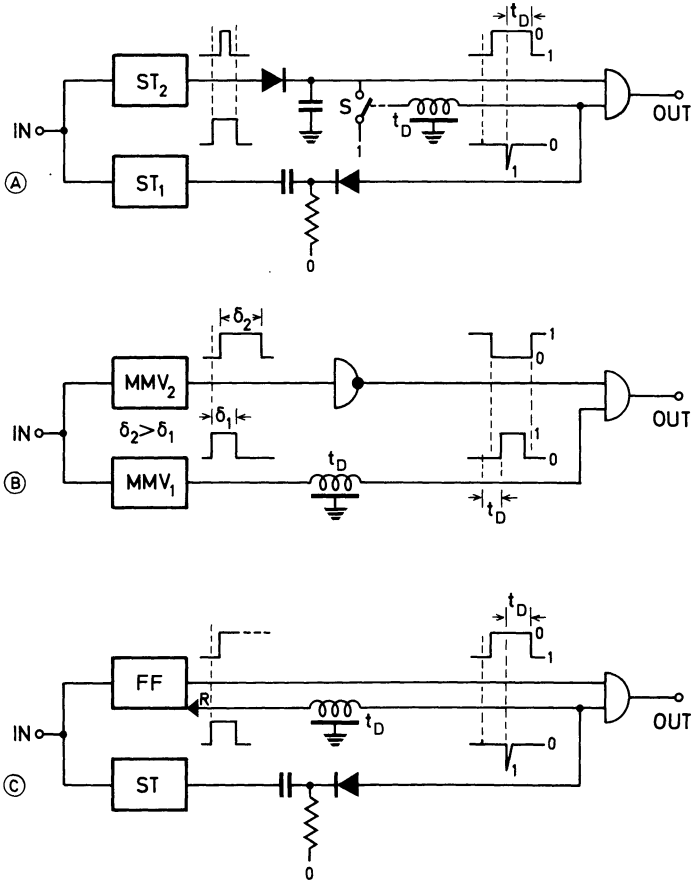 t_D
0
1
ST₂
S
t_D
1
IN
OUT
0
1
A
ST₁
0
δ₂
1
0
MMV₂
IN
δ₂>δ₁
δ₁
OUT
1
0
t_D
B
MMV₁
t_D
t_D
0
1
FF
R
t_D
IN
OUT
0
1
C
ST
0